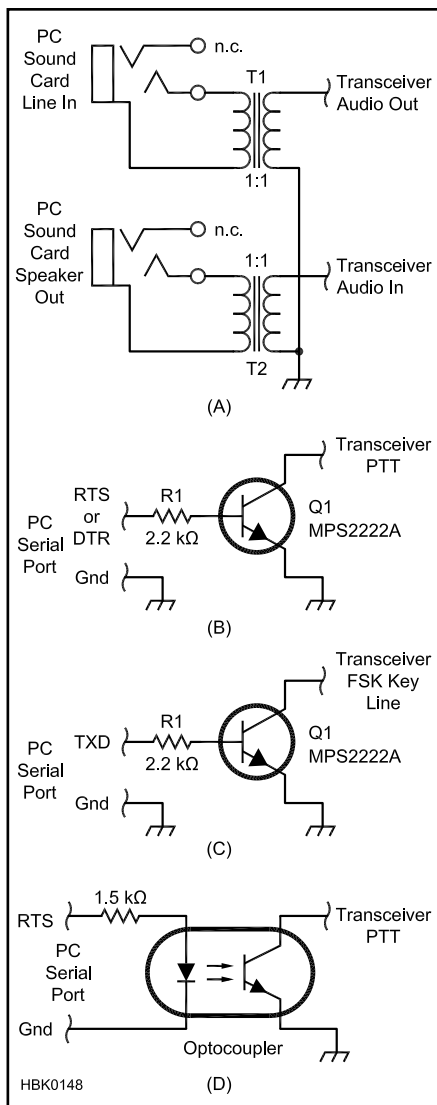 PC
Sound
Card
Line In
n.c.
T1
1:1
Transceiver
Audio Out
PC
Sound
Card
Speaker
Out
n.c.
1:1
T2
Transceiver
Audio In
(A)
PC
Serial
Port
RTS
or
DTR
R1
2.2 kΩ
Gnd
Transceiver
PTT
Q1
MPS2222A
(B)
PC
Serial
Port
TXD
R1
2.2 kΩ
Gnd
Transceiver
FSK Key
Line
Q1
MPS2222A
(C)
1.5 kΩ
RTS
PC
Serial
Port
Gnd
Transceiver
PTT
Optocoupler
HBK0148
(D)